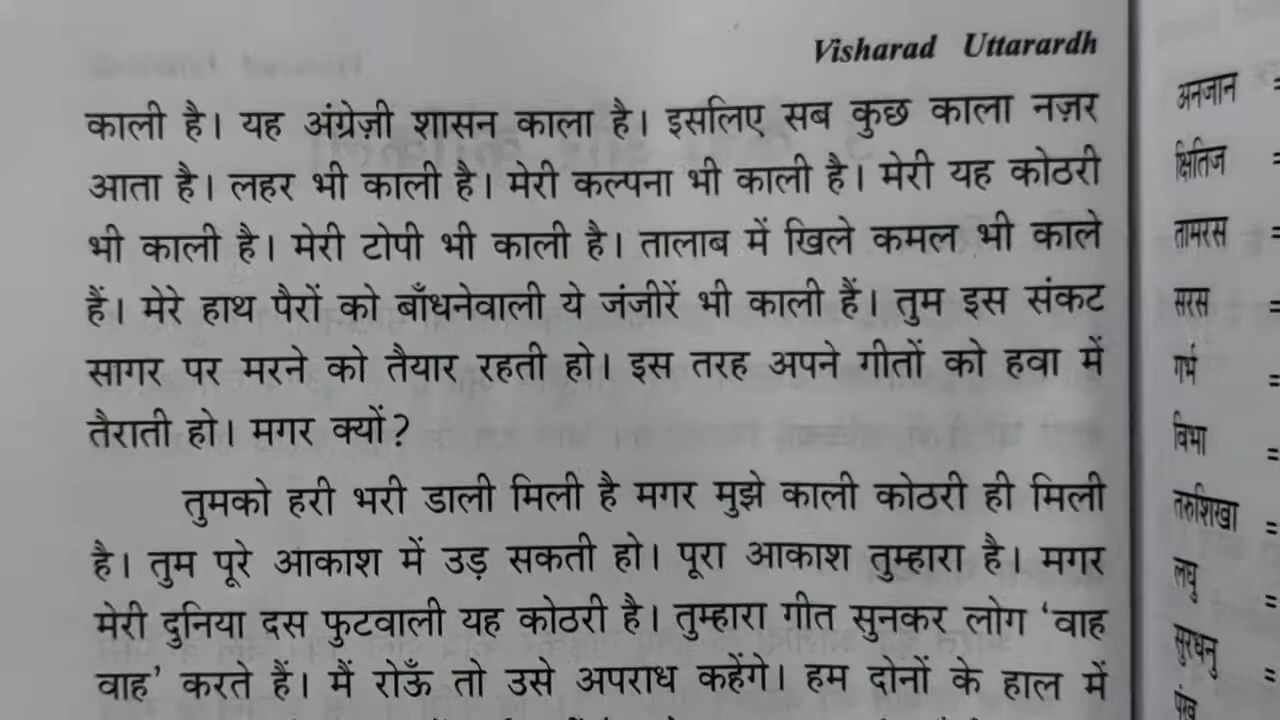 Visharad Uttarardh
काली है। यह अंग्रेज़ी शासन काला है। इसलिए सब कुछ काला नज़र
आता है। लहर भी काली है। मेरी कल्पना भी काली है। मेरी यह कोठरी
भी काली है। मेरी टोपी भी काली है। तालाब में खिले कमल भी काले
हैं। मेरे हाथ पैरों को बाँधनेवाली ये जंजीरें भी काली हैं। तुम इस संकट
सागर पर मरने को तैयार रहती हो। इस तरह अपने गीतों को हवा में
तैराती हो। मगर क्यों?
तुमको हरी भरी डाली मिली है मगर मुझे काली कोठरी ही मिली
है। तुम पूरे आकाश में उड़ सकती हो। पूरा आकाश तुम्हारा है। मगर
मेरी दुनिया दस फुटवाली यह कोठरी है। तुम्हारा गीत सुनकर लोग ‘वाह
वाह’ करते हैं। मैं रोऊँ तो उसे अपराध कहेंगे। हम दोनों के हाल में
अनजान =
क्षितिज =
तामरस =
सरस =
गर्भ =
विभा =
तरुशिखा =
लघु =
सुरधनु =
पंख